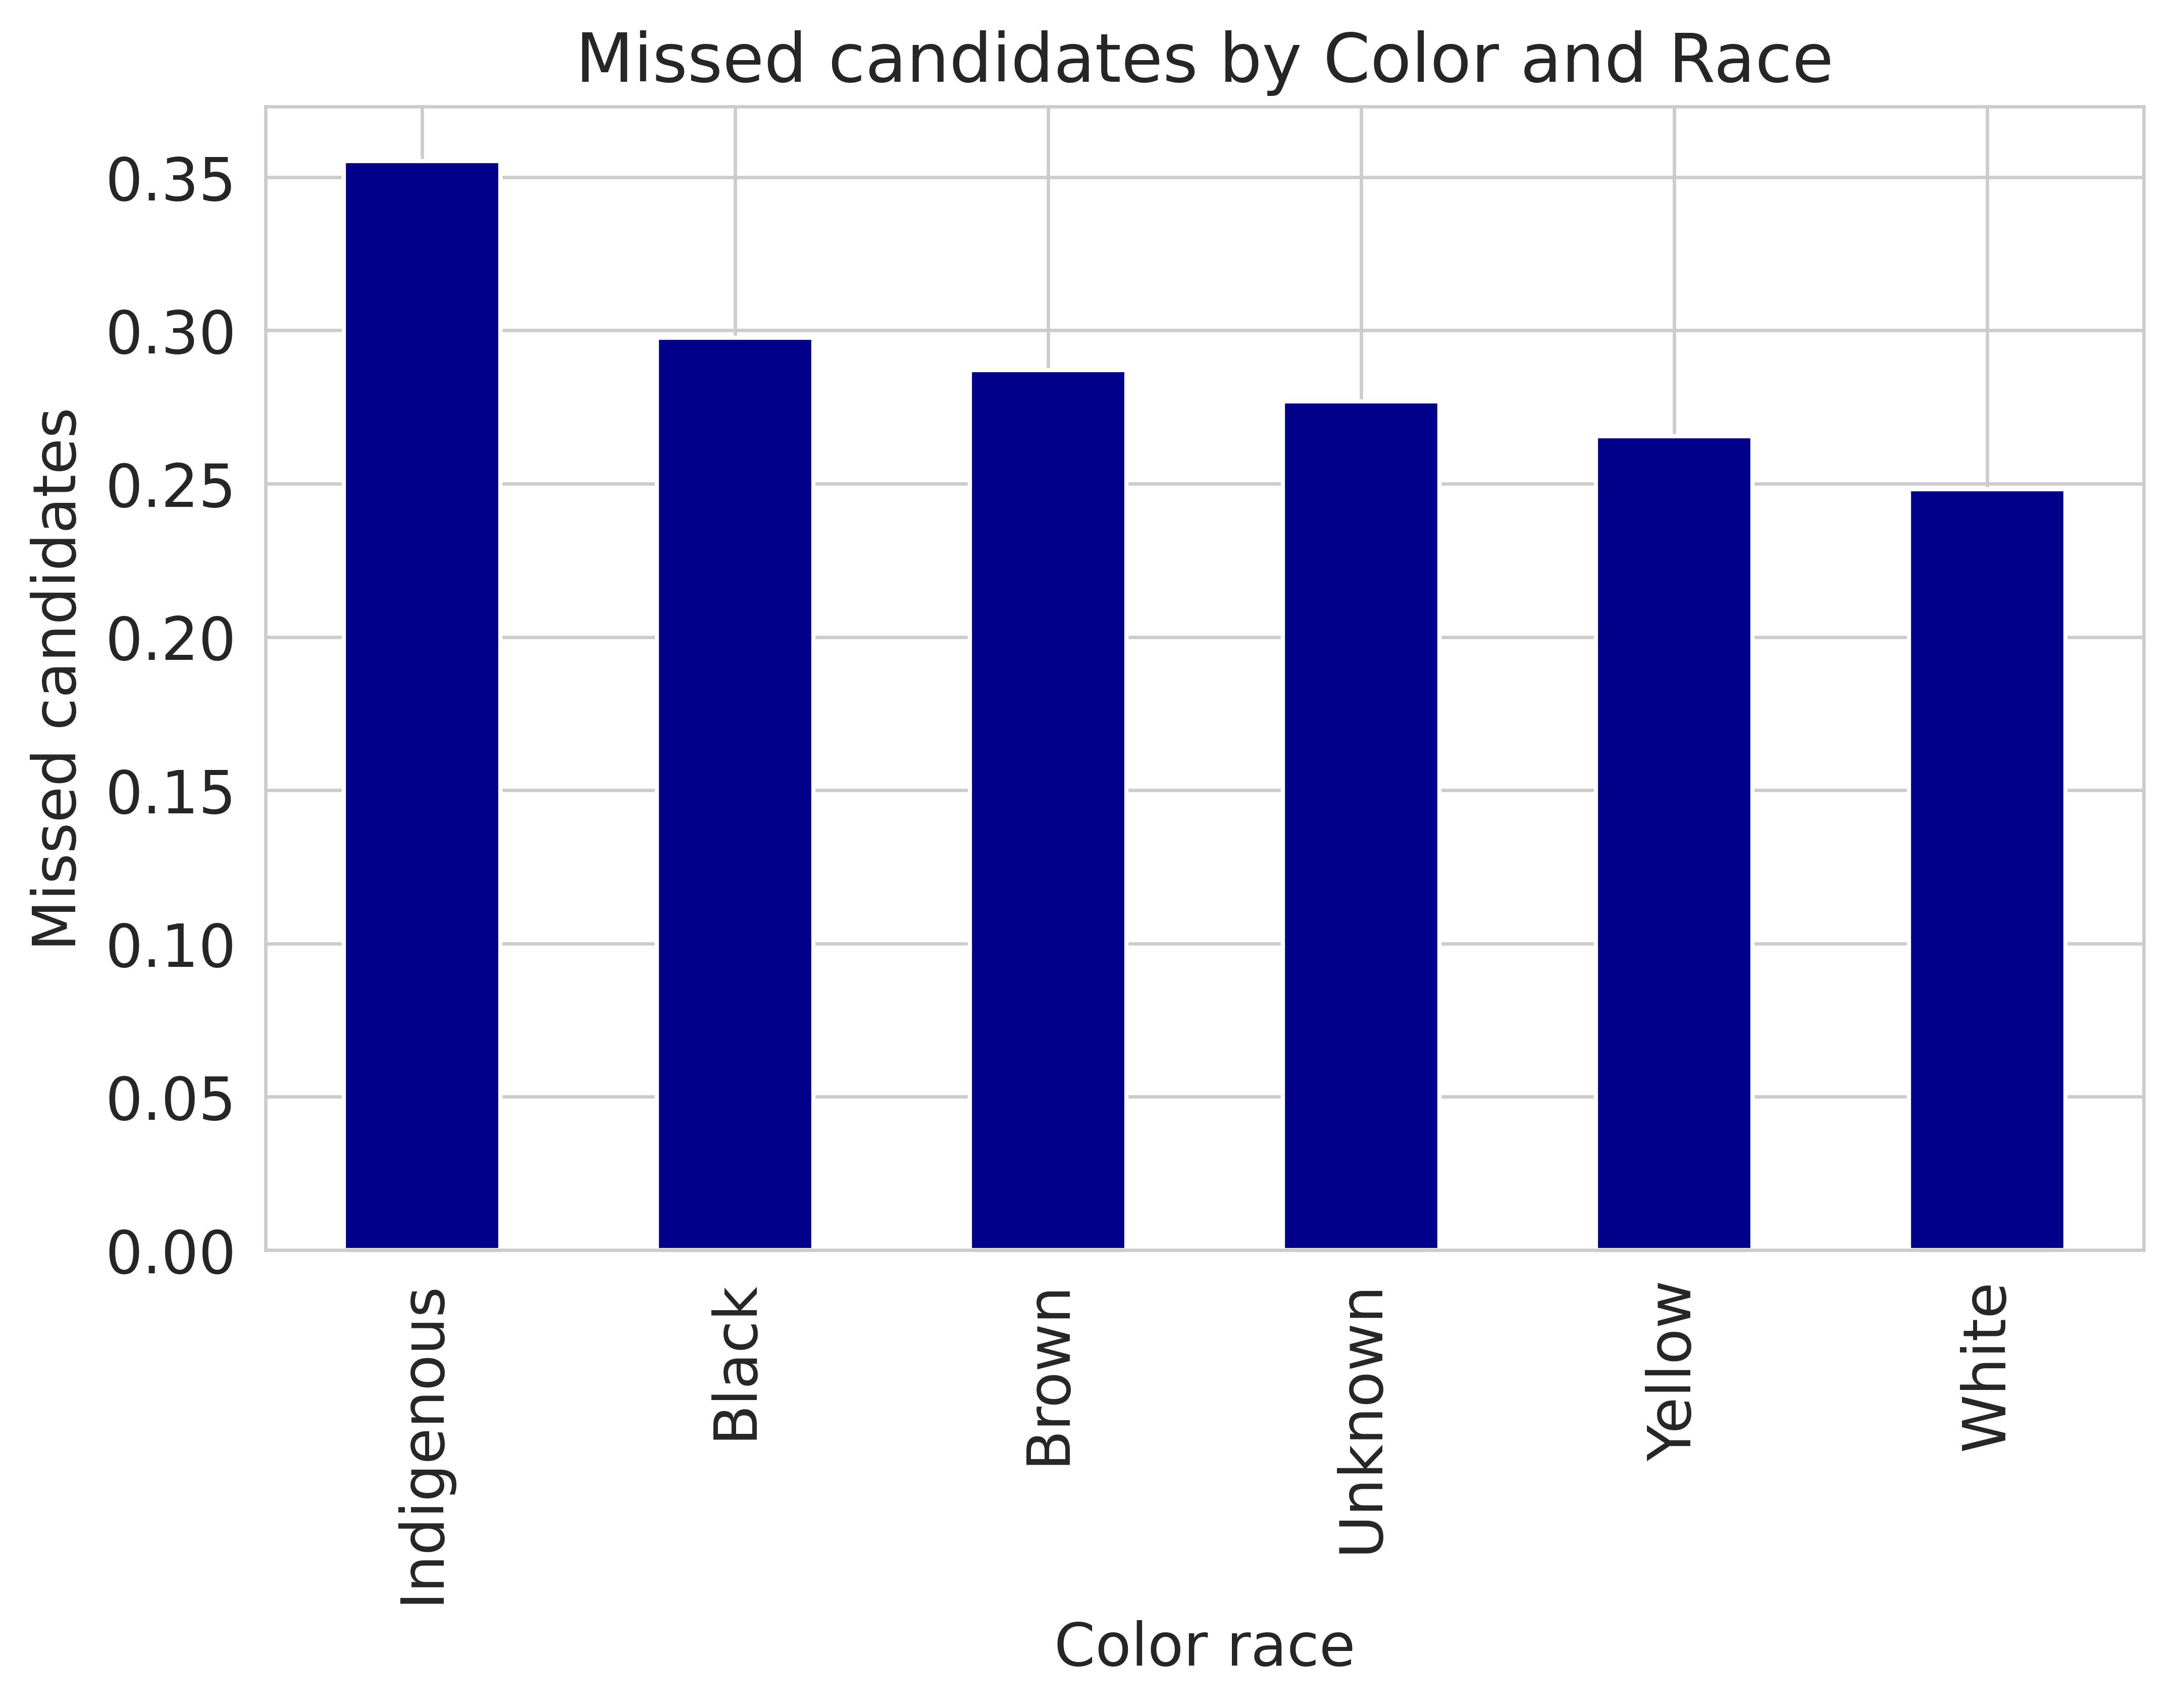 Missed candidates by Color and Race
Missed candidates
0.35
0.30
0.25
0.20
0.15
0.10
0.05
0.00
Indigenous
Black
Brown
Unknown
Yellow
White
Color race